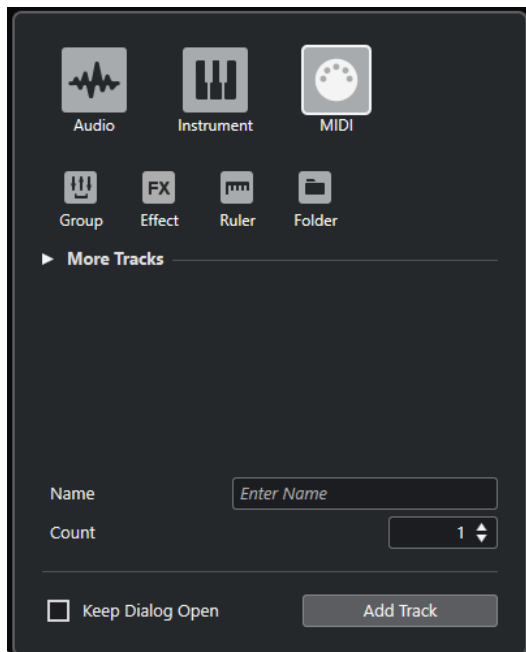 Audio Instrument MIDI
FX
Group Effect Ruler Folder
More Tracks
Name Enter Name
Count 1
Keep Dialog Open Add Track